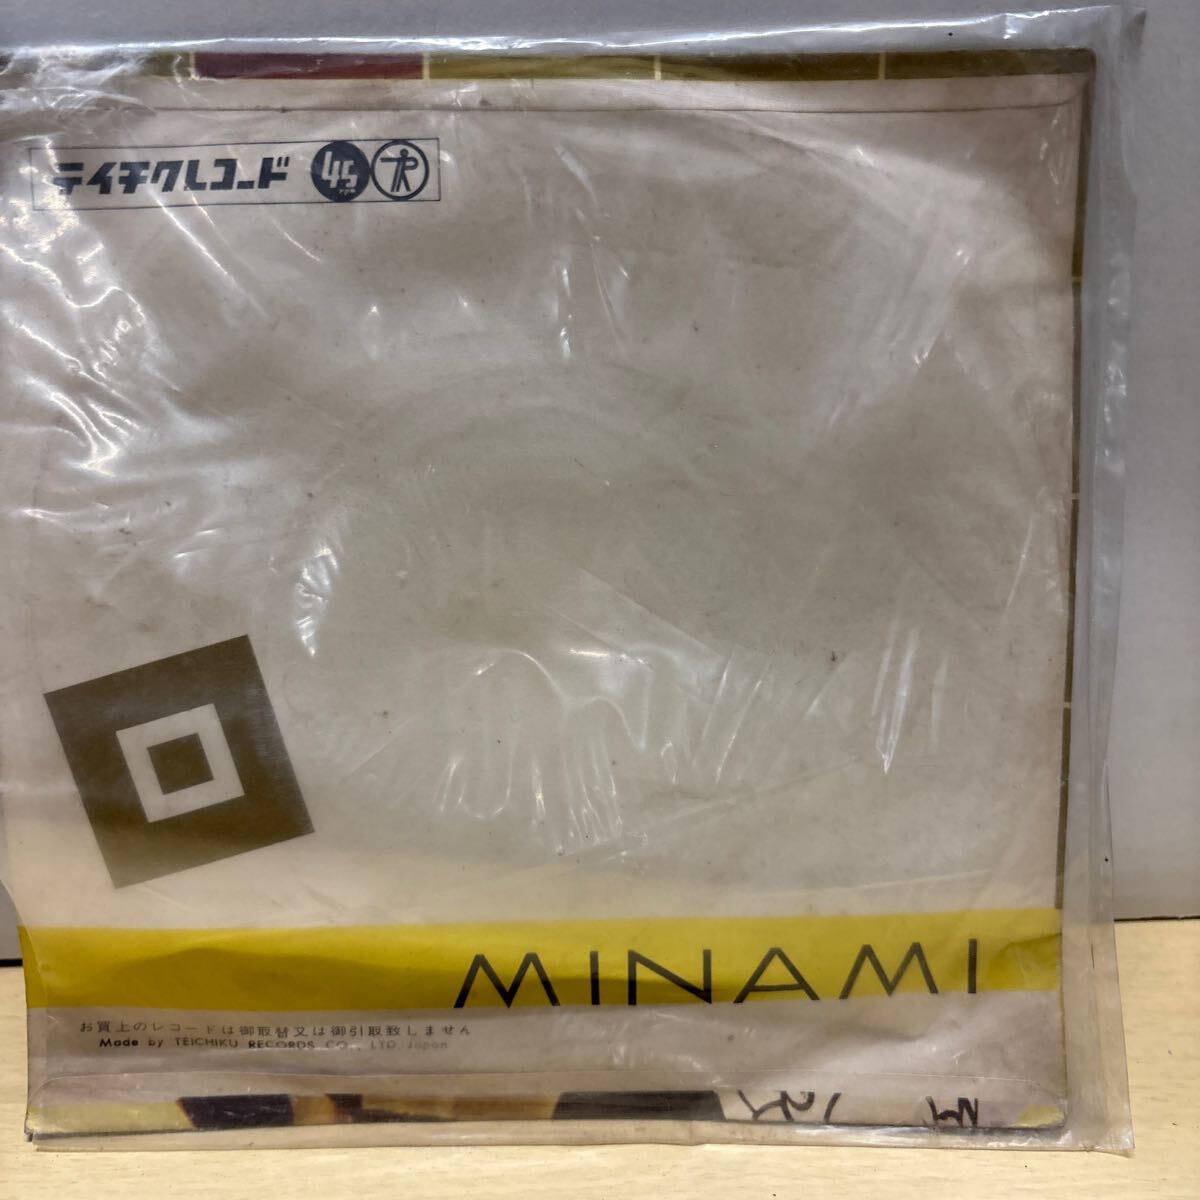 テイチクレコード 45 RPM TR
MINAMI
お買上のレコードは御取替又は御引取致しません
Made by TEICHIKU RECORDS CO., LTD. Japan